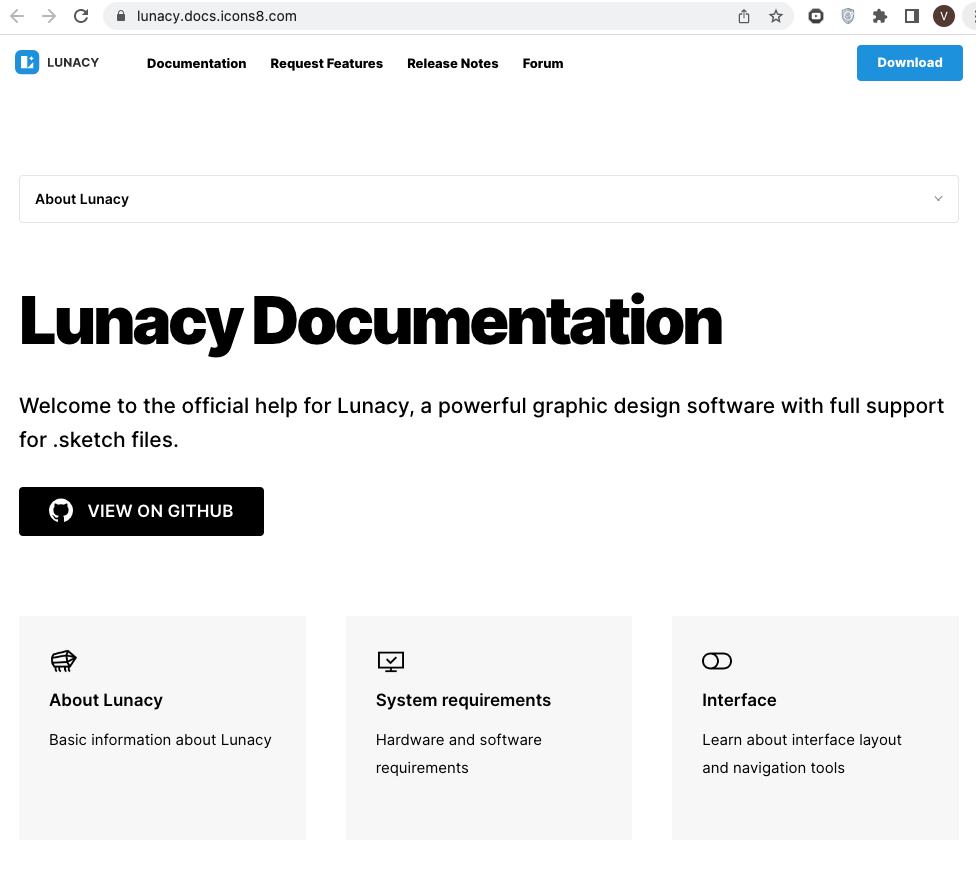 lunacy.docs.icons8.com
V
LUNACY
Documentation Request Features Release Notes Forum
Download
About Lunacy
Lunacy Documentation
Welcome to the official help for Lunacy, a powerful graphic design software with full support
for .sketch files.
VIEW ON GITHUB
About Lunacy
Basic information about Lunacy
System requirements
Hardware and software
requirements
Interface
Learn about interface layout
and navigation tools